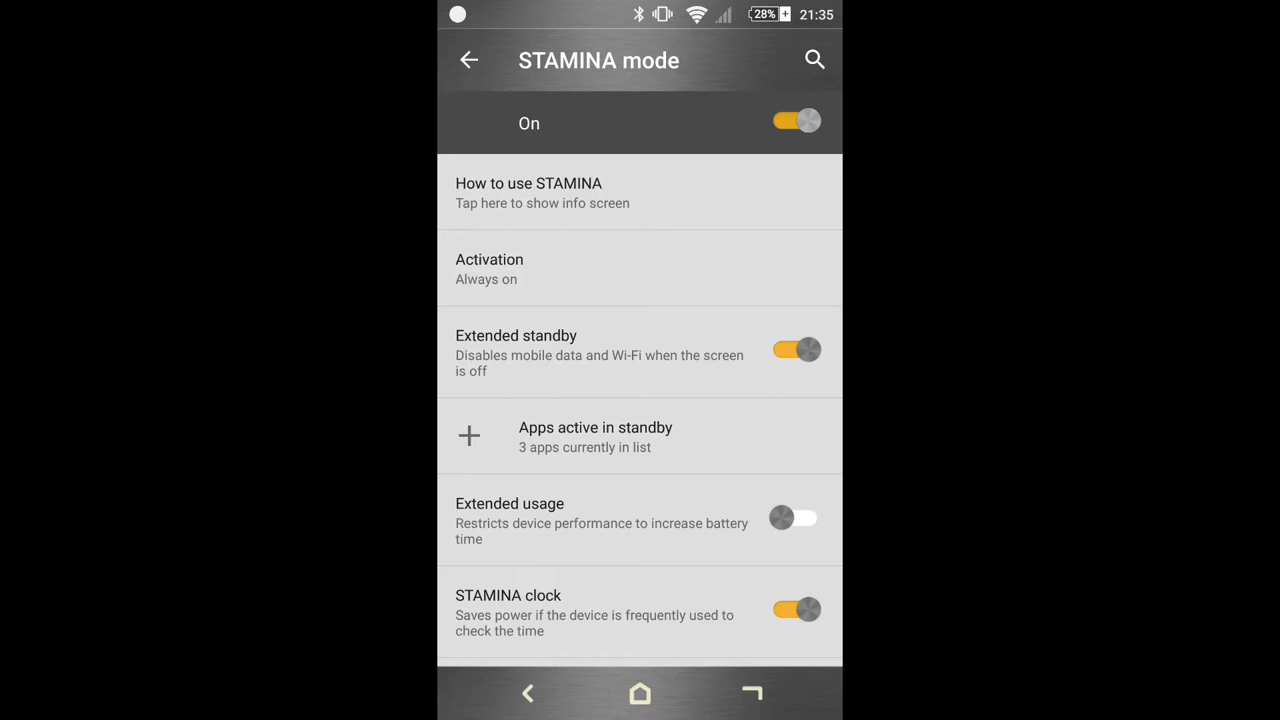 28% 21:35
STAMINA mode
On
How to use STAMINA
Tap here to show info screen
Activation
Always on
Extended standby
Disables mobile data and Wi-Fi when the screen
is off
Apps active in standby
3 apps currently in list
Extended usage
Restricts device performance to increase battery
time
STAMINA clock
Saves power if the device is frequently used to
check the time